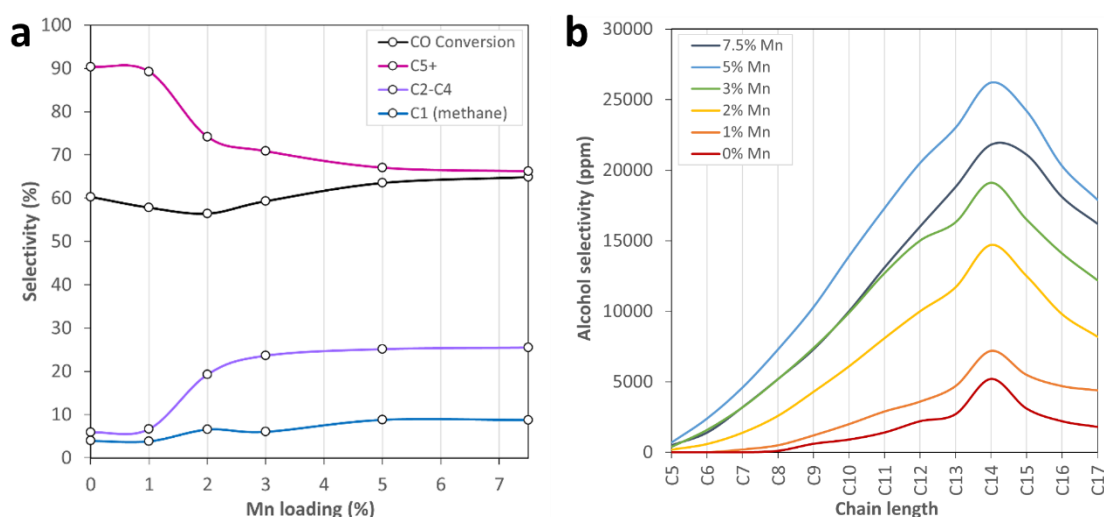 a
100
90
80
70
60
50
40
30
20
10
0
Selectivity (%)
CO Conversion
C5+
C2-C4
C1 (methane)
0 1 2 3 4 5 6 7
Mn loading (%)
b
30000
25000
20000
15000
10000
5000
0
Alcohol selectivity (ppm)
7.5% Mn
5% Mn
3% Mn
2% Mn
1% Mn
0% Mn
C5 C6 C7 C8 C9 C10 C11 C12 C13 C14 C15 C16 C17
Chain length